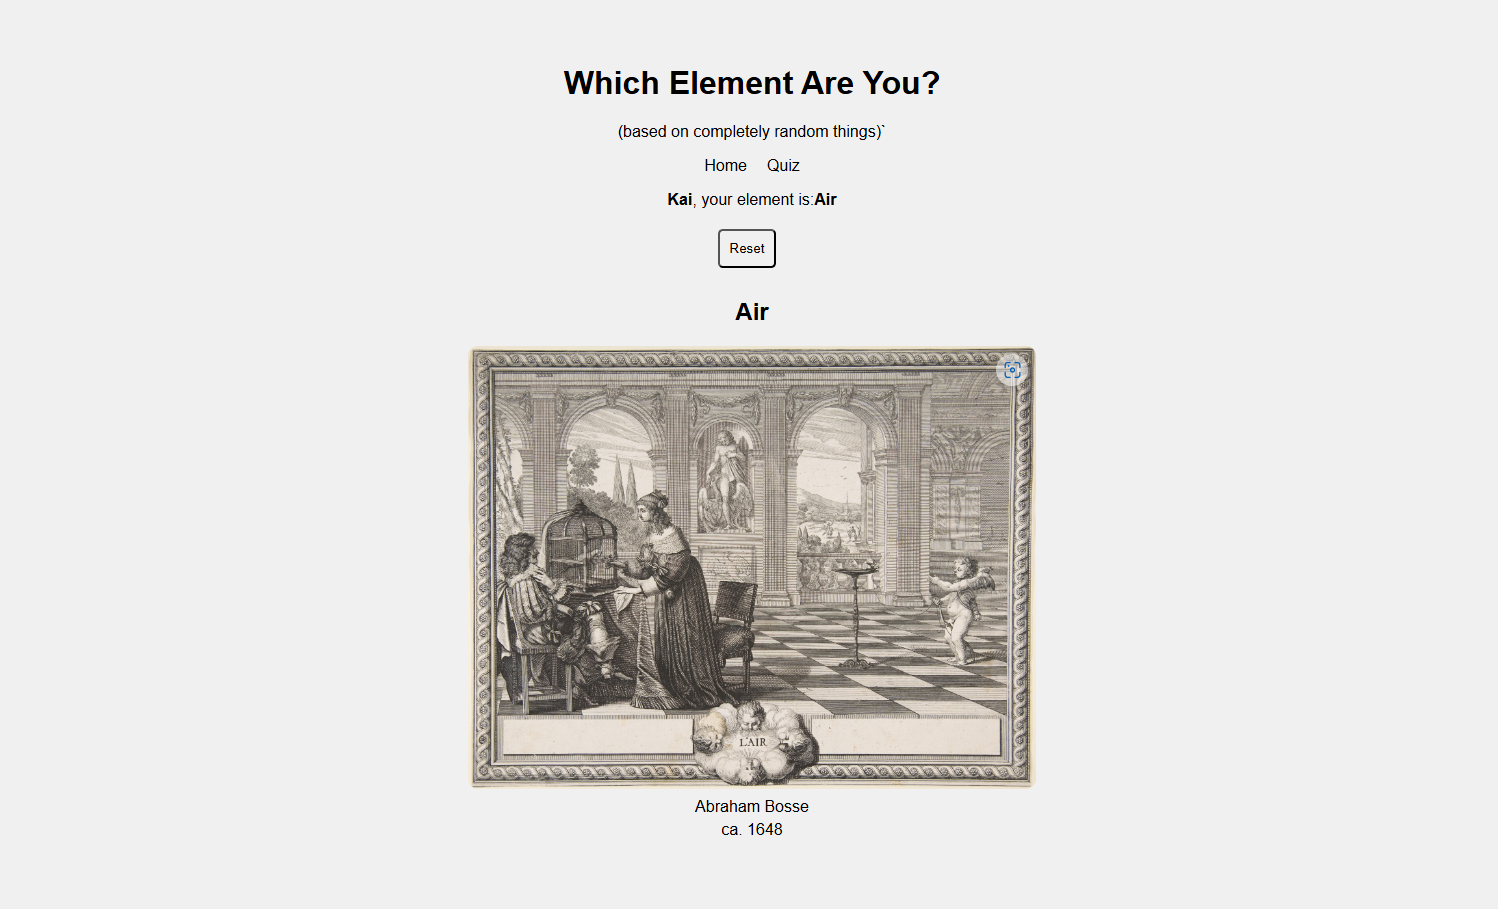 Which Element Are You?
(based on completely random things)`
Home Quiz
Kai, your element is:Air
Reset
Air
L'AIR
Abraham Bosse
ca. 1648